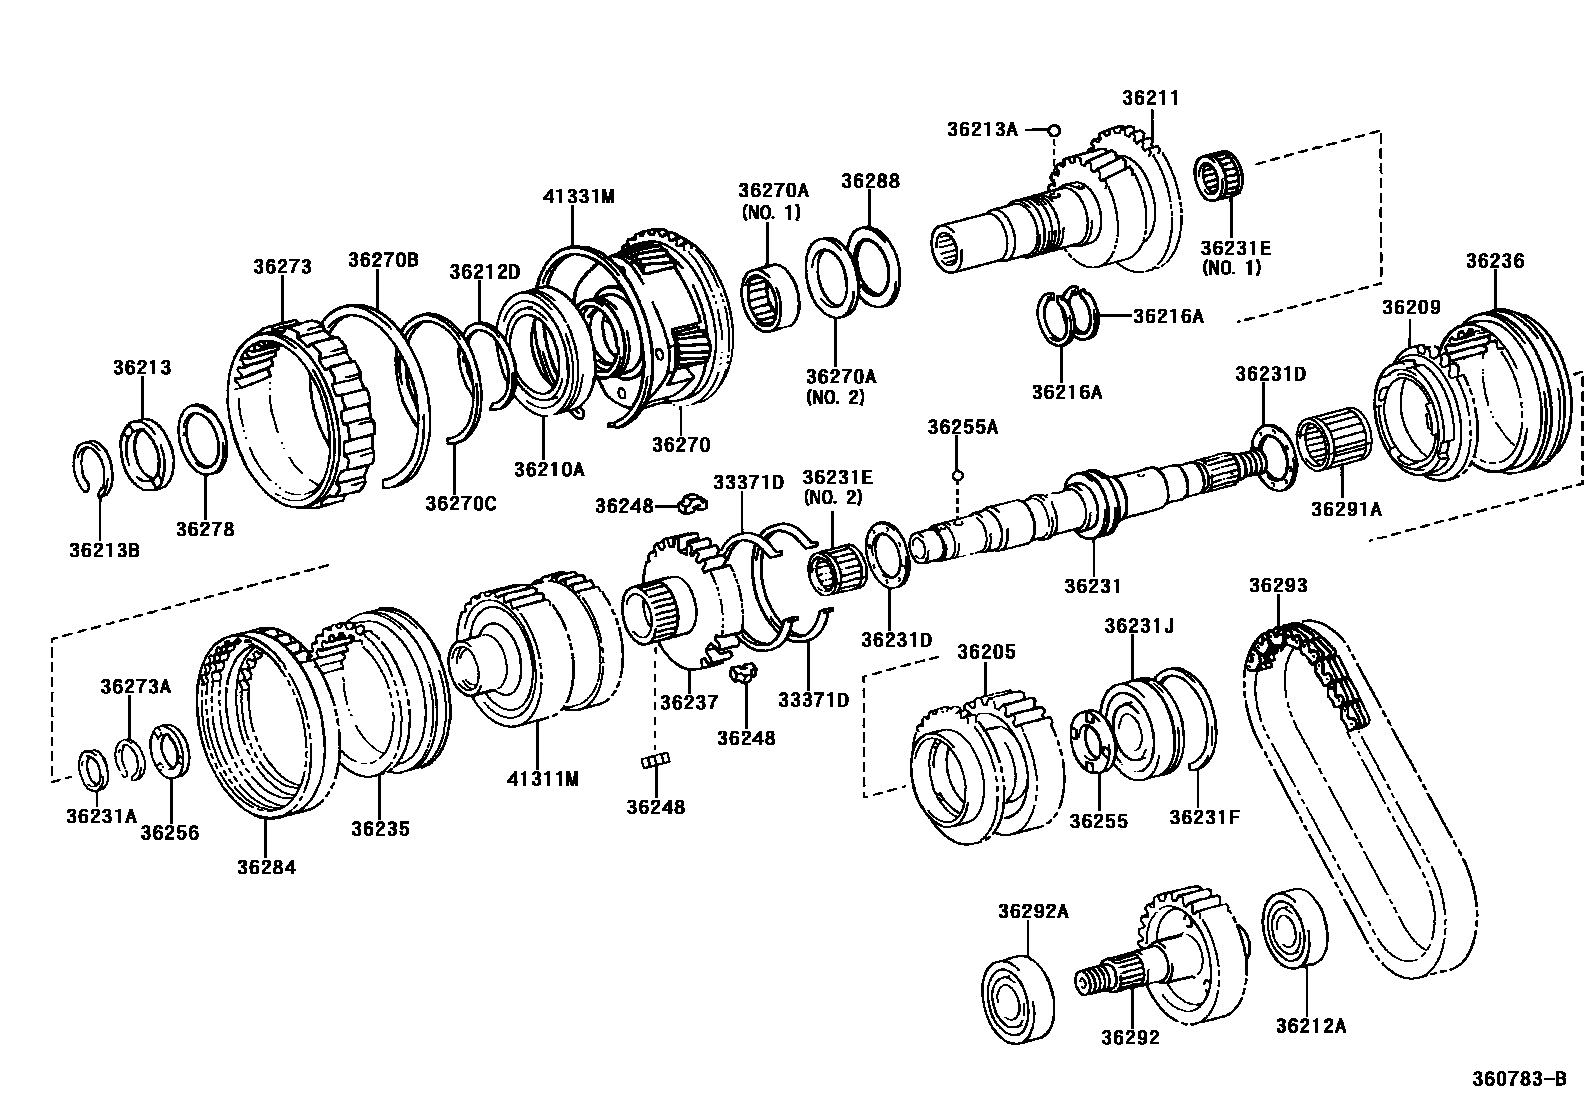 36211
36213A
36288
36270A
(NO. 1)
41331M
36231E
(NO. 1)
36236
36270B
36273
36212D
36209
36216A
36213
36270A
(NO. 2)
36216A
36231D
36255A
36270
36210A
33371D
36231E
(NO. 2)
36270C
36248
36291A
36278
36213B
36231
36293
36231J
36231D
36205
36273A
36237
33371D
36248
41311M
36248
36231A
36256
36235
36255
36231F
36284
36292A
36212A
36292
360783-B